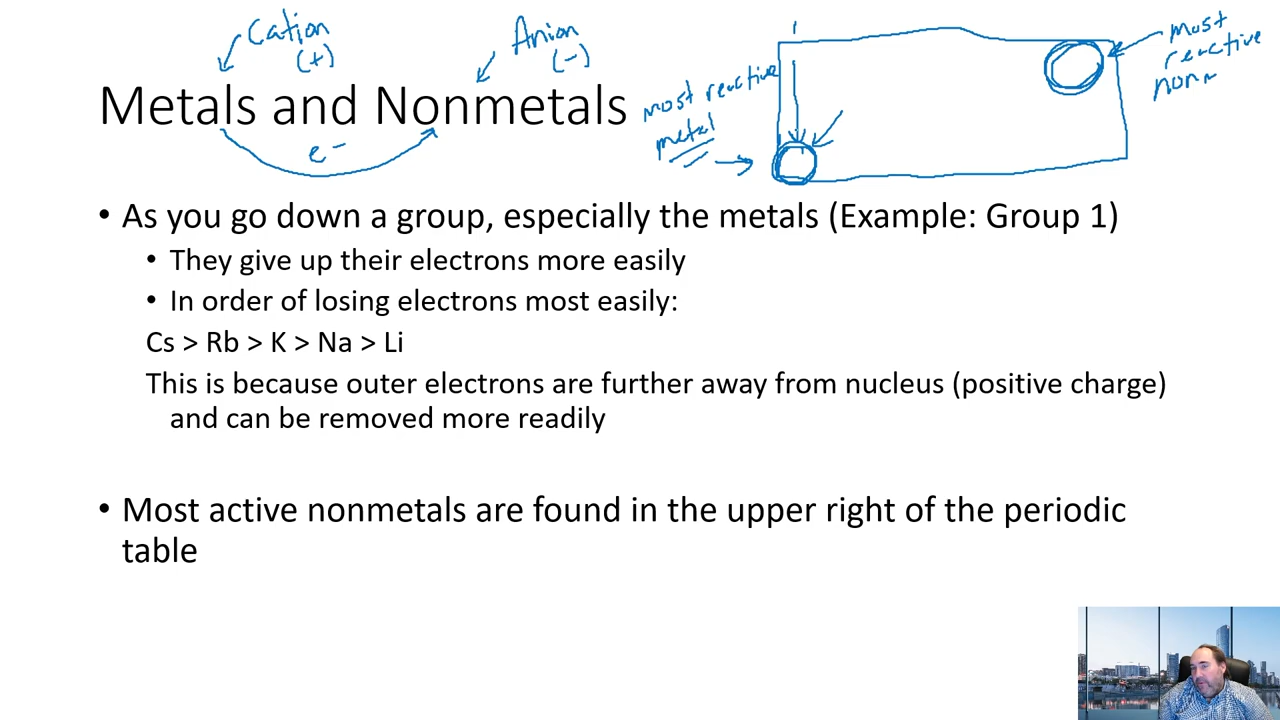 Cation
(+)
Anion
(-)
Metals and Nonmetals
e-
1
most reactive
metal
most
reactive
nonm
• As you go down a group, especially the metals (Example: Group 1)
• They give up their electrons more easily
• In order of losing electrons most easily:
Cs > Rb > K > Na > Li
This is because outer electrons are further away from nucleus (positive charge)
and can be removed more readily
• Most active nonmetals are found in the upper right of the periodic
table